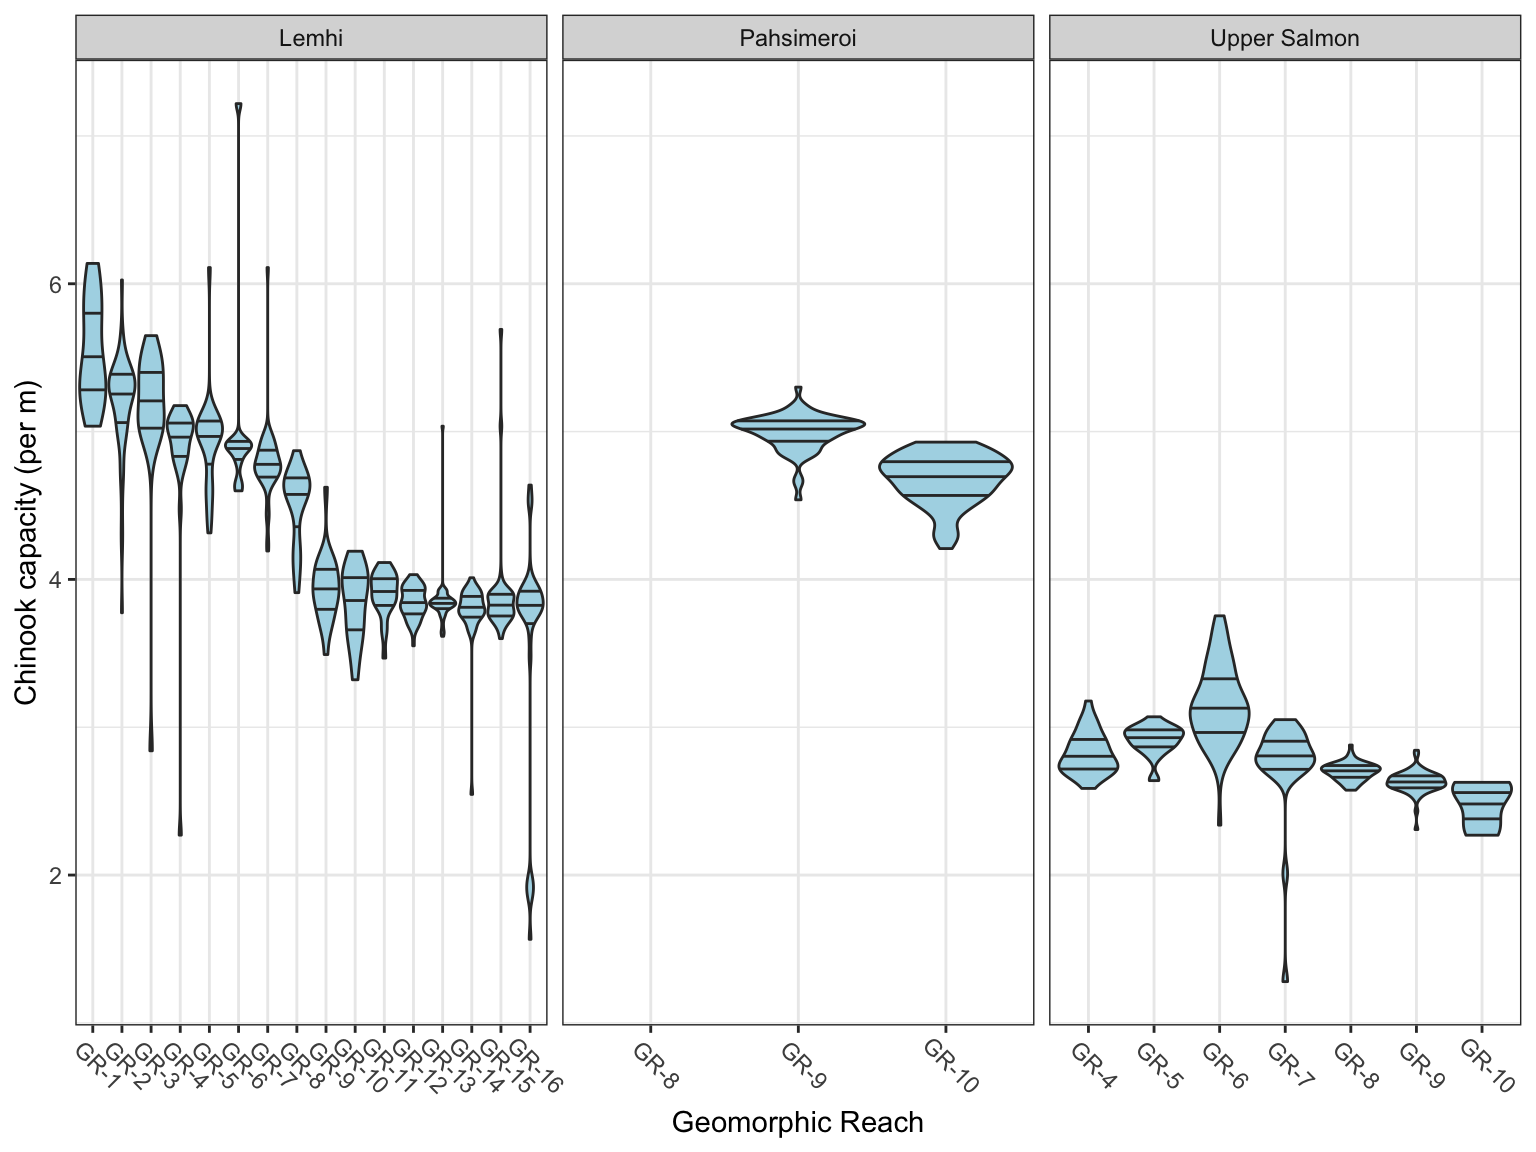 Lemhi
Pahsimeroi
Upper Salmon
Chinook capacity (per m)
6
4
2
GR-1
GR-2
GR-3
GR-4
GR-5
GR-6
GR-7
GR-8
GR-9
GR-10
GR-11
GR-12
GR-13
GR-14
GR-15
GR-16
GR-8
GR-9
GR-10
GR-4
GR-5
GR-6
GR-7
GR-8
GR-9
GR-10
Geomorphic Reach